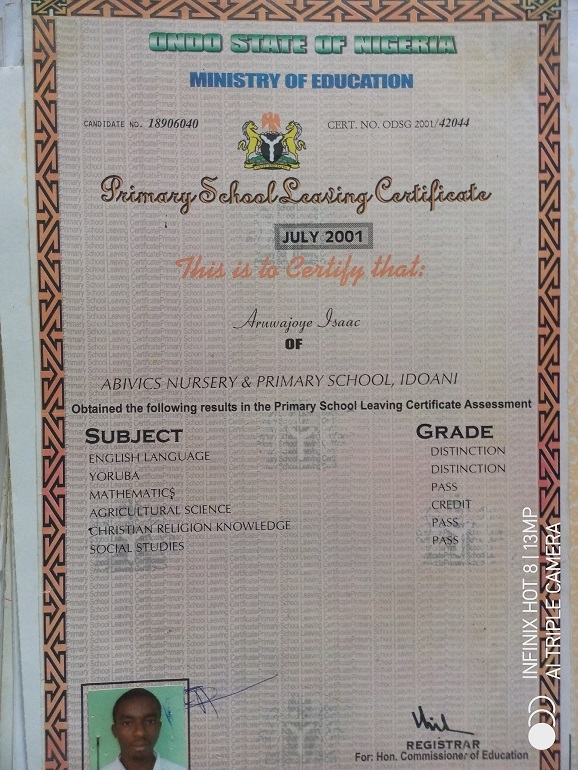 ONDO STATE OF NIGERIA
MINISTRY OF EDUCATION
CANDIDATE NO. 18906040
CERT. NO. ODSG 2001/42044
Primary School Leaving Certificate
JULY 2001
This is to Certify that:
Aruwajoye Isaac
OF
ABIVICS NURSERY & PRIMARY SCHOOL, IDOANI
Obtained the following results in the Primary School Leaving Certificate Assessment
SUBJECT GRADE
ENGLISH LANGUAGE DISTINCTION
YORUBA DISTINCTION
MATHEMATICS PASS
AGRICULTURAL SCIENCE CREDIT
CHRISTIAN RELIGION KNOWLEDGE PASS
SOCIAL STUDIES PASS
REGISTRAR
For: Hon. Commissioner of Education
INFINIX HOT 8 | 13MP
AI TRIPLE CAMERA